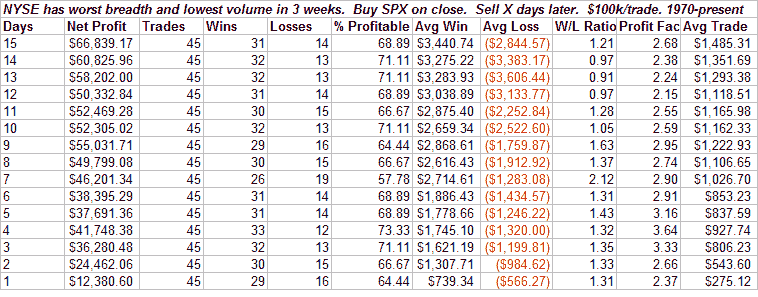 NYSE has worst breadth and lowest volume in 3 weeks. Buy SPX on close. Sell X days later. $100k/trade. 1970-present
Days Net Profit Trades Wins Losses % Profitable Avg Win Avg Loss W/L Ratio Profit Fac Avg Trade
15 $66,839.17 45 31 14 68.89 $3,440.74 ($2,844.57) 1.21 2.68 $1,485.31
14 $60,825.96 45 32 13 71.11 $3,275.22 ($3,383.17) 0.97 2.38 $1,351.69
13 $58,202.00 45 32 13 71.11 $3,283.93 ($3,606.44) 0.91 2.24 $1,293.38
12 $50,332.84 45 31 14 68.89 $3,038.89 ($3,133.77) 0.97 2.15 $1,118.51
11 $52,469.28 45 30 15 66.67 $2,875.40 ($2,252.84) 1.28 2.55 $1,165.98
10 $52,305.02 45 32 13 71.11 $2,659.34 ($2,522.60) 1.05 2.59 $1,162.33
9 $55,031.71 45 29 16 64.44 $2,868.61 ($1,759.87) 1.63 2.95 $1,222.93
8 $49,799.08 45 30 15 66.67 $2,616.43 ($1,912.92) 1.37 2.74 $1,106.65
7 $46,201.34 45 26 19 57.78 $2,714.61 ($1,283.08) 2.12 2.90 $1,026.70
6 $38,395.29 45 31 14 68.89 $1,886.43 ($1,434.57) 1.31 2.91 $853.23
5 $37,691.36 45 31 14 68.89 $1,778.66 ($1,246.22) 1.43 3.16 $837.59
4 $41,748.38 45 33 12 73.33 $1,745.10 ($1,320.00) 1.32 3.64 $927.74
3 $36,280.48 45 32 13 71.11 $1,621.19 ($1,199.81) 1.35 3.33 $806.23
2 $24,462.06 45 30 15 66.67 $1,307.71 ($984.62) 1.33 2.66 $543.60
1 $12,380.60 45 29 16 64.44 $739.34 ($566.27) 1.31 2.37 $275.12